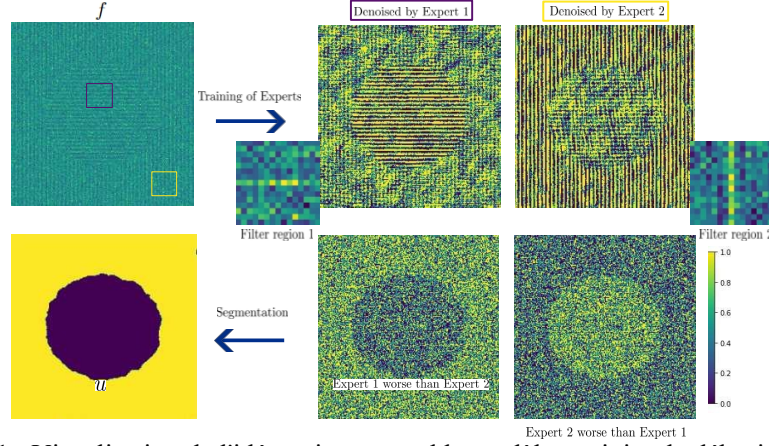 f
Denoised by Expert 1
Denoised by Expert 2
Training of Experts
Filter region 1
Filter region 2
Segmentation
u
Expert 1 worse than Expert 2
Expert 2 worse than Expert 1
1.0
0.8
0.6
0.4
0.2
0.0